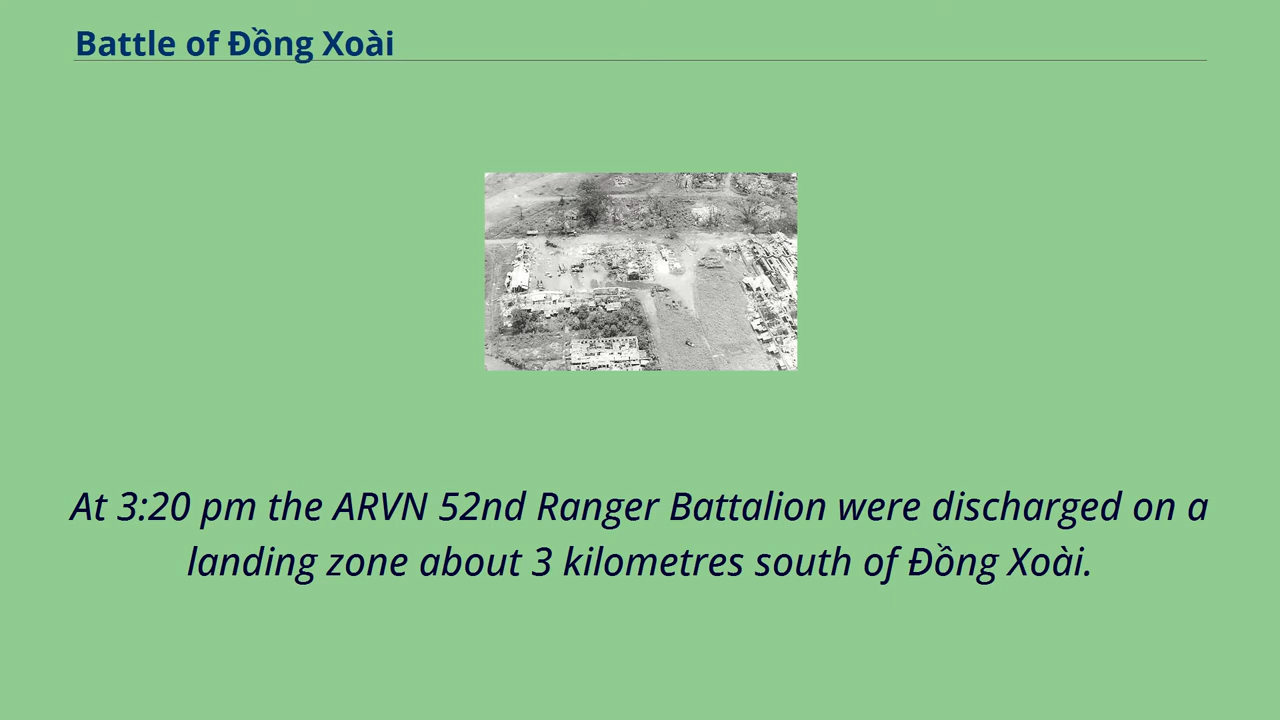 Battle of Đồng Xoài
At 3:20 pm the ARVN 52nd Ranger Battalion were discharged on a
landing zone about 3 kilometres south of Đồng Xoài.